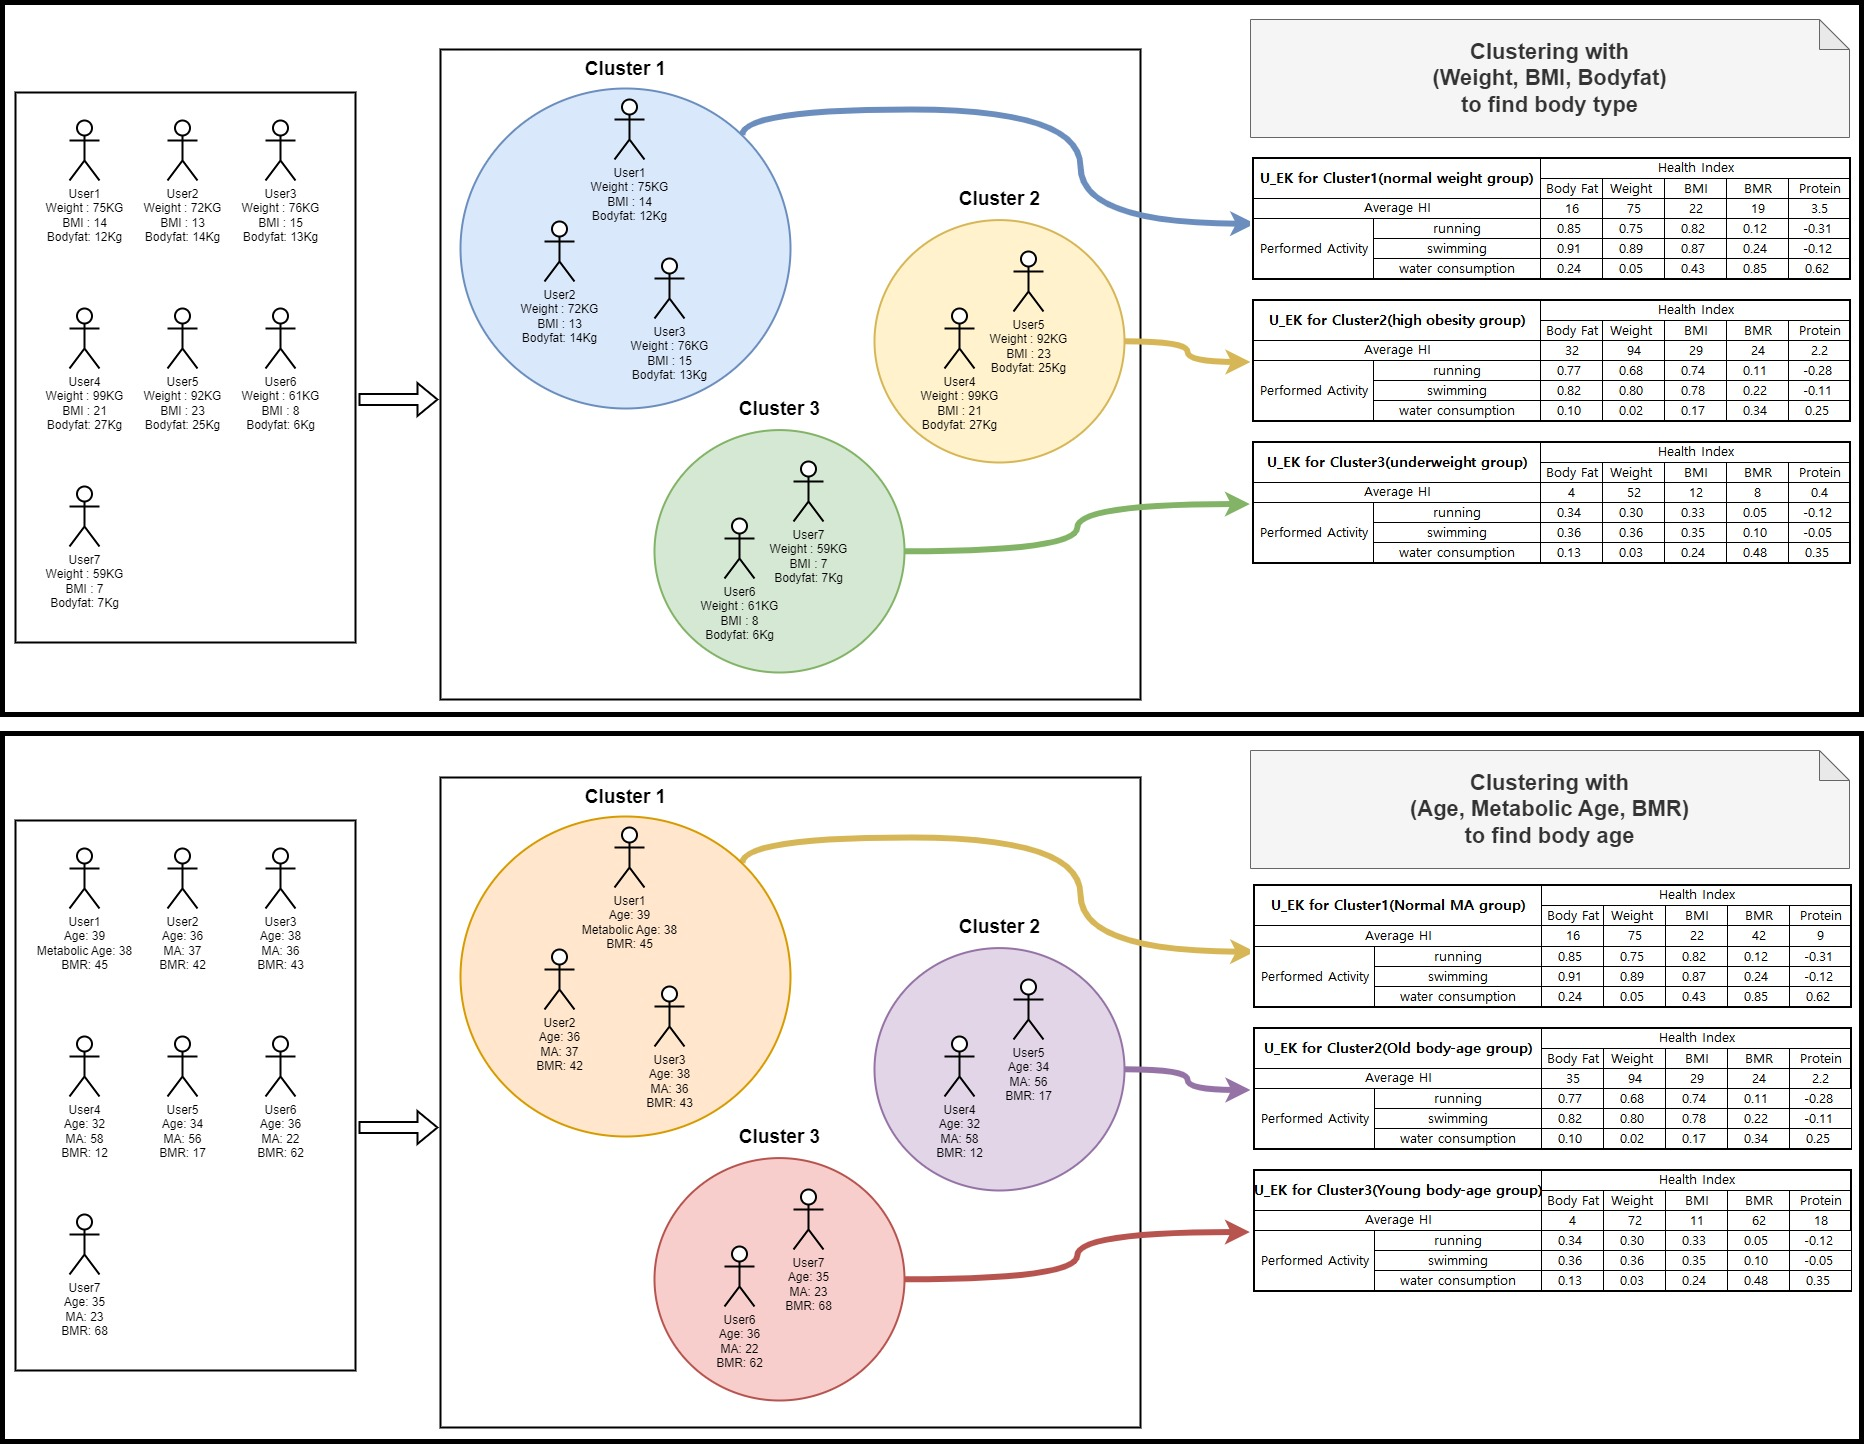 Clustering with
(Weight, BMI, Bodyfat)
to find body type
User1
Weight : 75KG
BMI : 14
Bodyfat: 12Kg
User2
Weight : 72KG
BMI : 13
Bodyfat: 14Kg
User3
Weight : 76KG
BMI : 15
Bodyfat: 13Kg
User4
Weight : 99KG
BMI : 21
Bodyfat: 27Kg
User5
Weight : 92KG
BMI : 23
Bodyfat: 25Kg
User6
Weight : 61KG
BMI : 8
Bodyfat: 6Kg
User7
Weight : 59KG
BMI : 7
Bodyfat: 7Kg
Cluster 1
User1
Weight : 75KG
BMI : 14
Bodyfat: 12Kg
User2
Weight : 72KG
BMI : 13
Bodyfat: 14Kg
User3
Weight : 76KG
BMI : 15
Bodyfat: 13Kg
Cluster 2
User5
Weight : 92KG
BMI : 23
Bodyfat: 25Kg
User4
Weight : 99KG
BMI : 21
Bodyfat: 27Kg
Cluster 3
User7
Weight : 59KG
BMI : 7
Bodyfat: 7Kg
User6
Weight : 61KG
BMI : 8
Bodyfat: 6Kg
U_EK for Cluster1(normal weight group) Health Index
Body Fat Weight BMI BMR Protein
Average HI 16 75 22 19 3.5
Performed Activity
running 0.85 0.75 0.82 0.12 -0.31
swimming 0.91 0.89 0.87 0.24 -0.12
water consumption 0.24 0.05 0.43 0.85 0.62
U_EK for Cluster2(high obesity group) Health Index
Body Fat Weight BMI BMR Protein
Average HI 32 94 29 24 2.2
Performed Activity
running 0.77 0.68 0.74 0.11 -0.28
swimming 0.82 0.80 0.78 0.22 -0.11
water consumption 0.10 0.02 0.17 0.34 0.25
U_EK for Cluster3(underweight group) Health Index
Body Fat Weight BMI BMR Protein
Average HI 4 52 12 8 0.4
Performed Activity
running 0.34 0.30 0.33 0.05 -0.12
swimming 0.36 0.36 0.35 0.10 -0.05
water consumption 0.13 0.03 0.24 0.48 0.35
Clustering with
(Age, Metabolic Age, BMR)
to find body age
User1
Age: 39
Metabolic Age: 38
BMR: 45
User2
Age: 36
MA: 37
BMR: 42
User3
Age: 38
MA: 36
BMR: 43
User4
Age: 32
MA: 58
BMR: 12
User5
Age: 34
MA: 56
BMR: 17
User6
Age: 36
MA: 22
BMR: 62
User7
Age: 35
MA: 23
BMR: 68
Cluster 1
User1
Age: 39
Metabolic Age: 38
BMR: 45
User2
Age: 36
MA: 37
BMR: 42
User3
Age: 38
MA: 36
BMR: 43
Cluster 2
User5
Age: 34
MA: 56
BMR: 17
User4
Age: 32
MA: 58
BMR: 12
Cluster 3
User7
Age: 35
MA: 23
BMR: 68
User6
Age: 36
MA: 22
BMR: 62
U_EK for Cluster1(Normal MA group) Health Index
Body Fat Weight BMI BMR Protein
Average HI 16 75 22 42 9
Performed Activity
running 0.85 0.75 0.82 0.12 -0.31
swimming 0.91 0.89 0.87 0.24 -0.12
water consumption 0.24 0.05 0.43 0.85 0.62
U_EK for Cluster2(Old body-age group) Health Index
Body Fat Weight BMI BMR Protein
Average HI 35 94 29 24 2.2
Performed Activity
running 0.77 0.68 0.74 0.11 -0.28
swimming 0.82 0.80 0.78 0.22 -0.11
water consumption 0.10 0.02 0.17 0.34 0.25
U_EK for Cluster3(Young body-age group) Health Index
Body Fat Weight BMI BMR Protein
Average HI 4 72 11 62 18
Performed Activity
running 0.34 0.30 0.33 0.05 -0.12
swimming 0.36 0.36 0.35 0.10 -0.05
water consumption 0.13 0.03 0.24 0.48 0.35